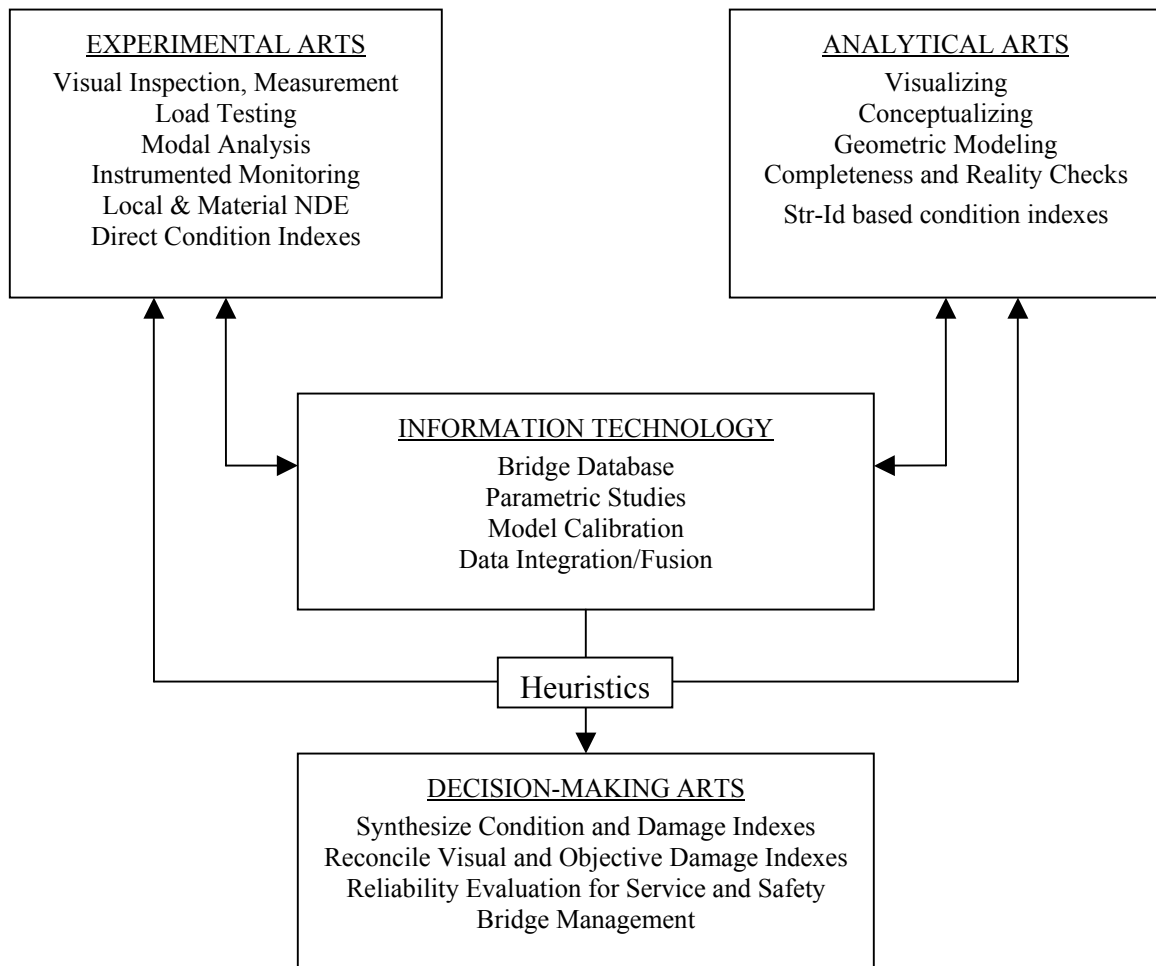 EXPERIMENTAL ARTS
Visual Inspection, Measurement
Load Testing
Modal Analysis
Instrumented Monitoring
Local & Material NDE
Direct Condition Indexes
ANALYTICAL ARTS
Visualizing
Conceptualizing
Geometric Modeling
Completeness and Reality Checks
Str-Id based condition indexes
INFORMATION TECHNOLOGY
Bridge Database
Parametric Studies
Model Calibration
Data Integration/Fusion
Heuristics
DECISION-MAKING ARTS
Synthesize Condition and Damage Indexes
Reconcile Visual and Objective Damage Indexes
Reliability Evaluation for Service and Safety
Bridge Management